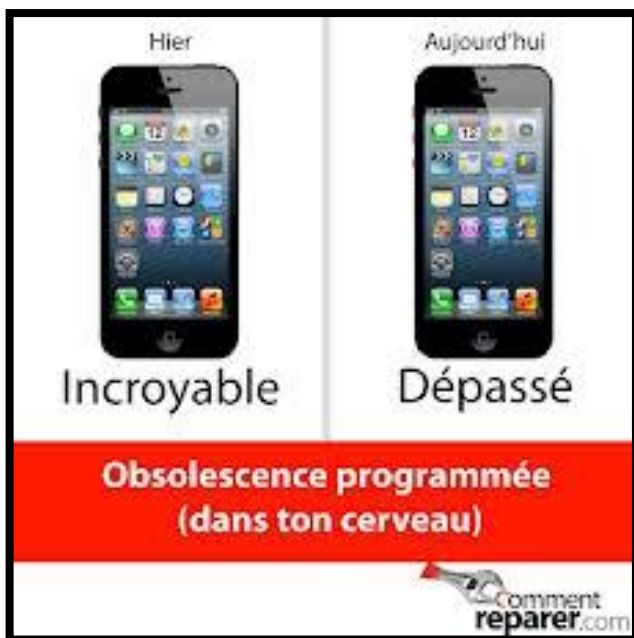 Hier
Aujourd'hui
Incroyable
Dépassé
Obsolescence programmée
(dans ton cerveau)
comment
reparer.com